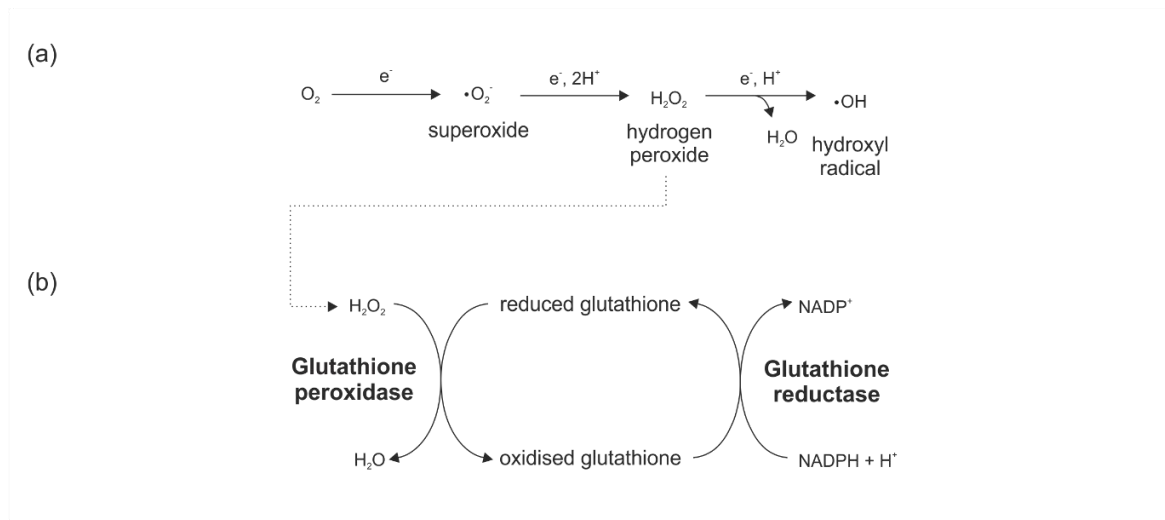 (a)
e⁻
e⁻, 2H⁺
e⁻, H⁺
O₂
•O₂⁻
H₂O₂
•OH
superoxide
hydrogen
peroxide
H₂O
hydroxyl
radical
(b)
H₂O₂
reduced glutathione
NADP⁺
Glutathione
peroxidase
Glutathione
reductase
H₂O
oxidised glutathione
NADPH + H⁺